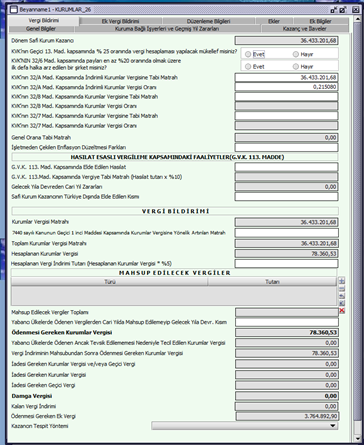 Beyanname1 - KURUMLAR_26
Vergi Bildirimi
Ek Vergi Bildirimi
Düzenleme Bilgileri
Ekler
Ek Bilgiler
Genel Bilgiler
Kuruma Bağlı İşyerleri ve Geçmiş Yıl Zararları
Kazanç ve İlaveler
Dönem Safi Kurum Kazancı 36.433.201,68
KVK'nın Geçici 13. Mad. kapsamında % 25 oranında vergi hesaplaması yapılacak mükellef misiniz? Evet Hayır
KVK'NIN 32/6 Mad. kapsamında payları en az %20 oranında olmak üzere
ilk defa halka arz edilen bir şirket misiniz? Evet Hayır
KVK'nın 32/A Mad. Kapsamında İndirimli Kurumlar Vergisine Tabi Matrah 36.433.201,68
KVK'nın 32/A Mad. Kapsamında İndirimli Kurumlar Vergisi Oranı 0,215080
KVK'nın 32/8 Mad. Kapsamında Kurumlar Vergisine Tabi Matrah
KVK'nın 32/8 Mad. Kapsamında Kurumlar Vergisi Oranı
KVK'nın 32/7 Mad. Kapsamında Kurumlar Vergisine Tabi Matrah
KVK'nın 32/7 Mad. Kapsamında Kurumlar Vergisi Oranı
Genel Orana Tabi Matrah 0,00
İşletmeden Çekilen Enflasyon Düzeltmesi Farkları
HASILAT ESASLI VERGİLEME KAPSAMINDAKİ FAALİYETLER(G.V.K. 113. MADDE)
G.V.K. 113. Mad. Kapsamında Elde Edilen Hasılat
G.V.K. 113.Mad. Kapsamında Vergiye Tabi Matrah (Hasılat tutarı x %10)
Gelecek Yıla Devreden Cari Yıl Zararları 0,00
Safi Kurum Kazancının Türkiye Dışında Elde Edilen Kısmı
VERGİ BİLDİRİMİ
Kurumlar Vergisi Matrahı 36.433.201,68
7440 sayılı Kanunun Geçici 1 inci Maddesi Kapsamında Kurumlar Vergisine Yönelik Artırılan Matrah
Toplam Kurumlar Vergisi Matrahı 36.433.201,68
Hesaplanan Kurumlar Vergisi 78.360,53
Hesaplanan Vergi İndirimi Tutarı (Hesaplanan Kurumlar Vergisi * %5)
MAHSUP EDİLECEK VERGİLER
Türü Tutarı
Mahsup Edilecek Vergiler Toplamı
Yabancı Ülkelerde Ödenen Vergilerden Cari Yılda Mahsup Edilemeyip Gelecek Yıla Devr. Kısım
Ödenmesi Gereken Kurumlar Vergisi 78.360,53
Yabancı Ülkelerde Ödenen Ancak Tevsik Edilememesi Nedeniyle Tecil Edilen Kurumlar Vergisi 0,00
Vergi İndiriminin Mahsubundan Sonra Ödenmesi Gereken Kurumlar Vergisi 78.360,53
İadesi Gereken Kurumlar Vergisi ve/veya Geçici Vergi 0,00
İadesi Gereken Kurumlar Vergisi 0,00
İadesi Gereken Geçici Vergi 0,00
Damga Vergisi 0,00
Kalan Vergi İndirimi 0,00
Ödenmesi Gereken Ek Vergi 3.764.892,90
Kazancın Tespit Yöntemi